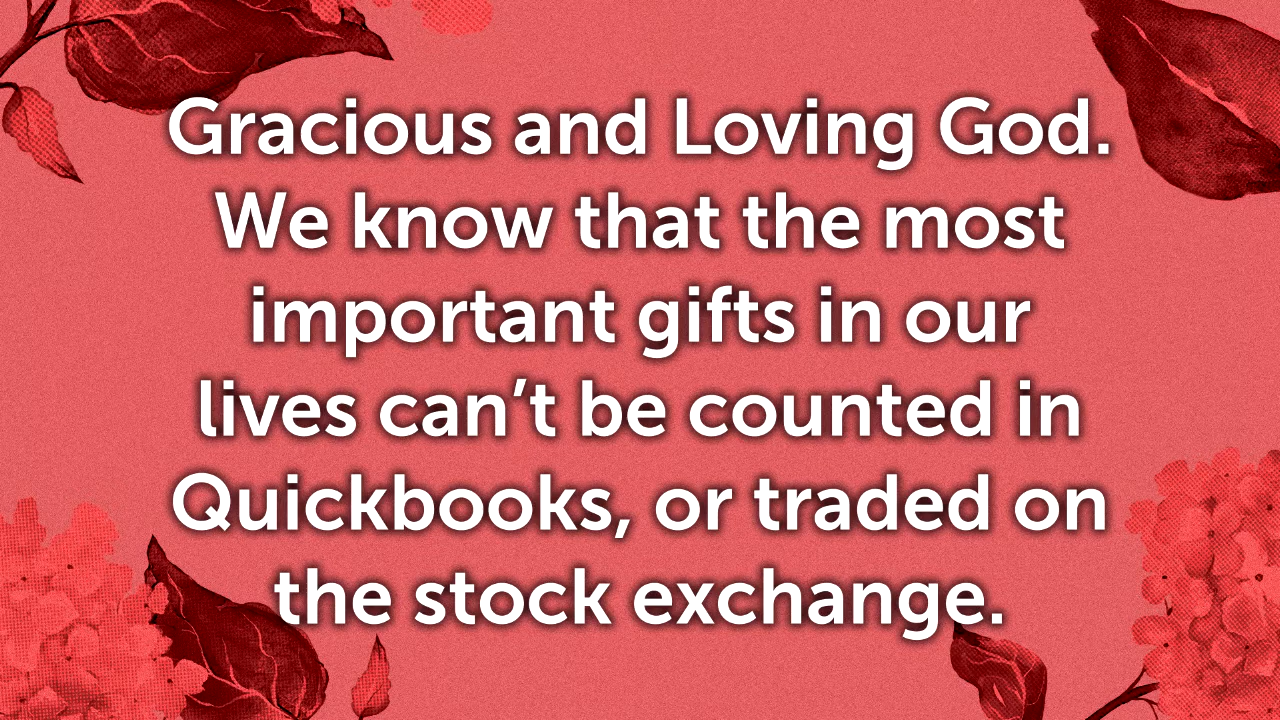 Gracious and Loving God.
We know that the most
important gifts in our
lives can’t be counted in
Quickbooks, or traded on
the stock exchange.